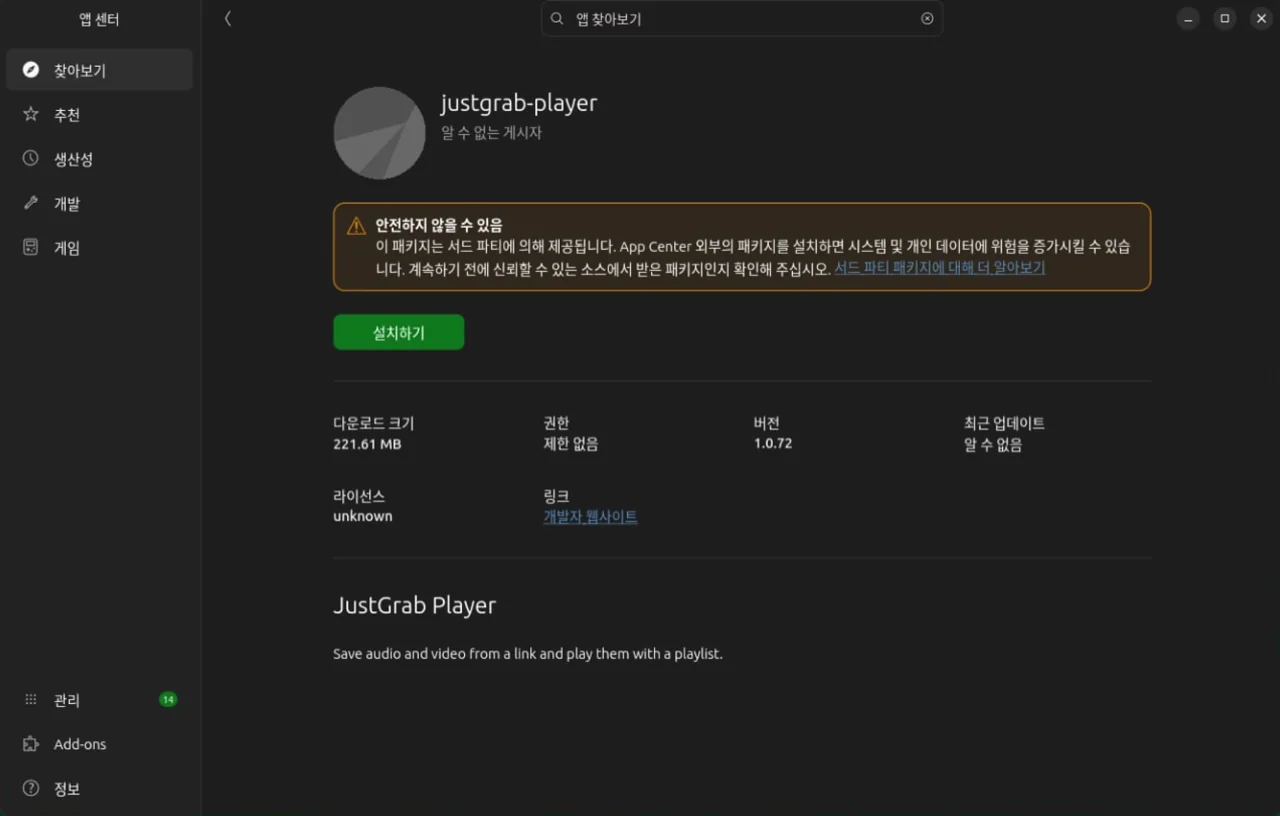 앱 센터
앱 찾아보기
찾아보기
추천
생산성
개발
게임
관리
14
Add-ons
정보
justgrab-player
알 수 없는 게시자
안전하지 않을 수 있음
이 패키지는 서드 파티에 의해 제공됩니다. App Center 외부의 패키지를 설치하면 시스템 및 개인 데이터에 위험을 증가시킬 수 있습
니다. 계속하기 전에 신뢰할 수 있는 소스에서 받은 패키지인지 확인해 주십시오. 서드 파티 패키지에 대해 더 알아보기
설치하기
다운로드 크기
221.61 MB
권한
제한 없음
버전
1.0.72
최근 업데이트
알 수 없음
라이선스
unknown
링크
개발자 웹사이트
JustGrab Player
Save audio and video from a link and play them with a playlist.